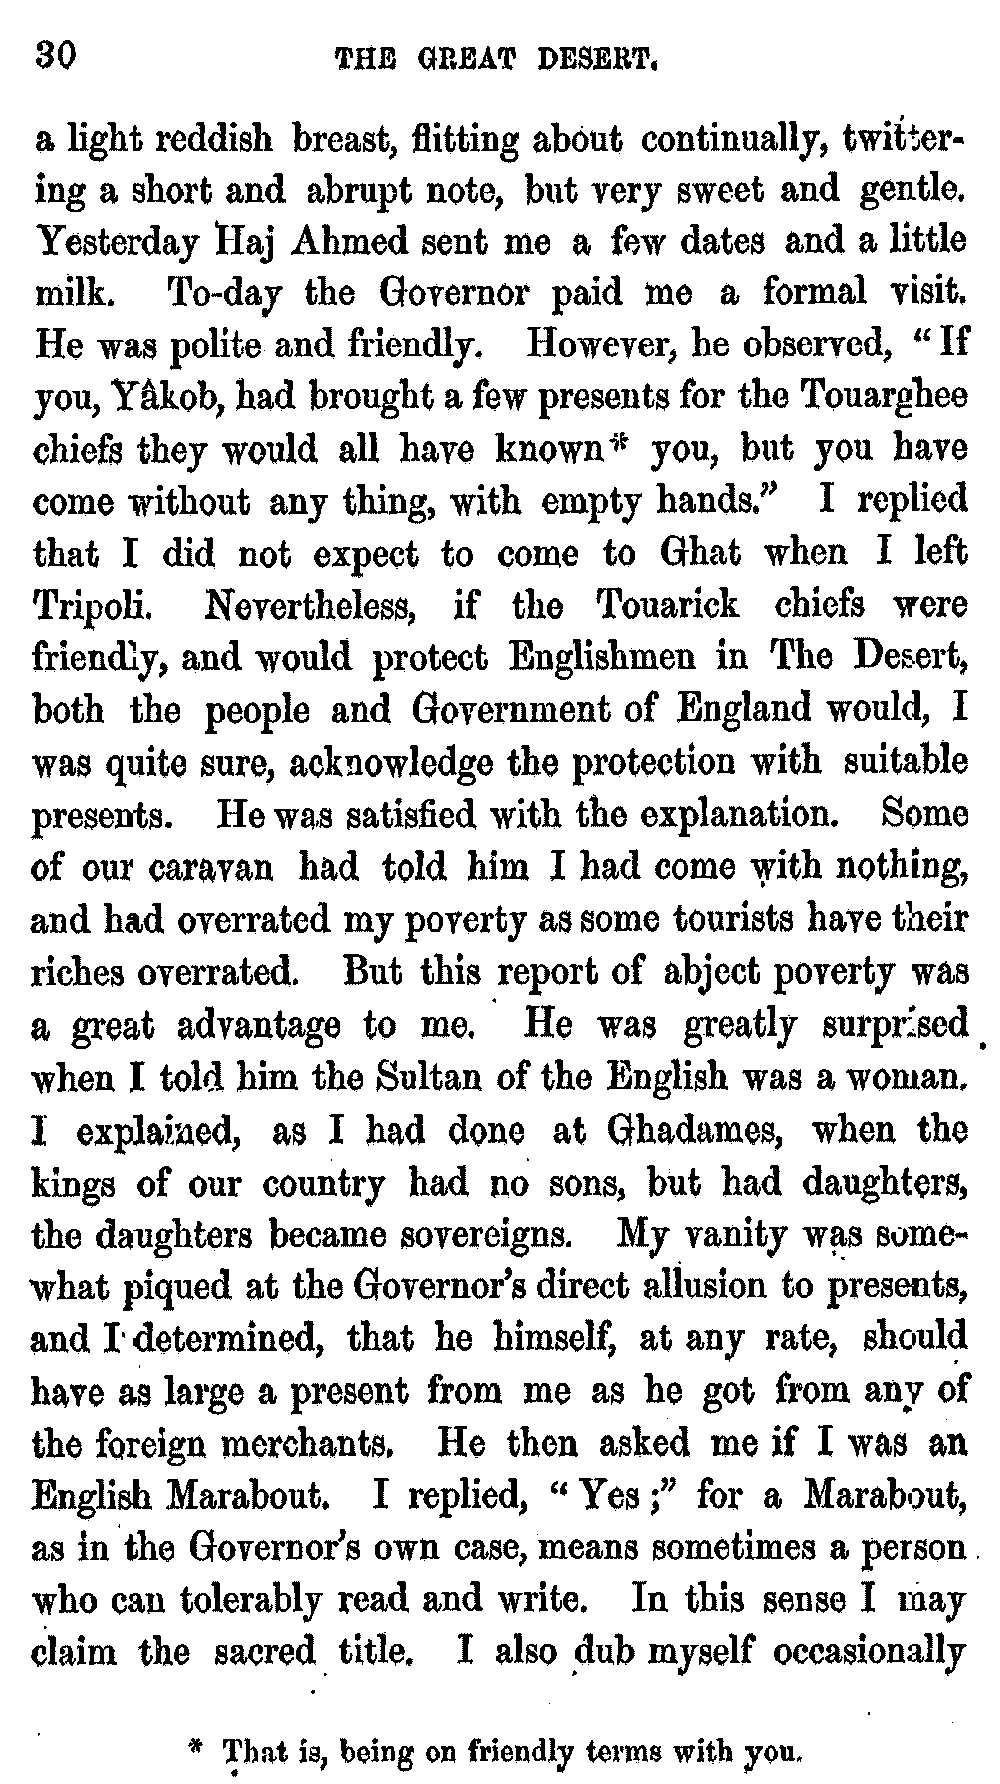 30 THE GREAT DESERT.
a light reddish breast, flitting about continually, twitter-
ing a short and abrupt note, but very sweet and gentle.
Yesterday Haj Ahmed sent me a few dates and a little
milk. To-day the Governor paid me a formal visit.
He was polite and friendly. However, he observed, “If
you, Yâkob, had brought a few presents for the Touarghee
chiefs they would all have known* you, but you have
come without any thing, with empty hands.” I replied
that I did not expect to come to Ghat when I left
Tripoli. Nevertheless, if the Touarick chiefs were
friendly, and would protect Englishmen in The Desert,
both the people and Government of England would, I
was quite sure, acknowledge the protection with suitable
presents. He was satisfied with the explanation. Some
of our caravan had told him I had come with nothing,
and had overrated my poverty as some tourists have their
riches overrated. But this report of abject poverty was
a great advantage to me. He was greatly surprised
when I told him the Sultan of the English was a woman.
I explained, as I had done at Ghadames, when the
kings of our country had no sons, but had daughters,
the daughters became sovereigns. My vanity was some-
what piqued at the Governor’s direct allusion to presents,
and I determined, that he himself, at any rate, should
have as large a present from me as he got from any of
the foreign merchants. He then asked me if I was an
English Marabout. I replied, “Yes;” for a Marabout,
as in the Governor’s own case, means sometimes a person
who can tolerably read and write. In this sense I may
claim the sacred title. I also dub myself occasionally
* That is, being on friendly terms with you.